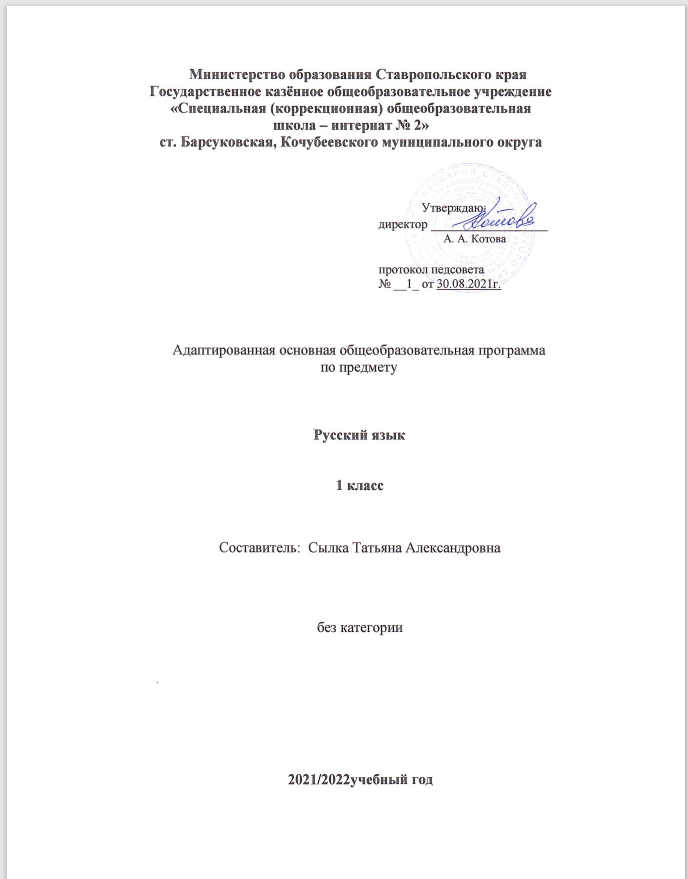 Министерство образования Ставропольского края
Государственное казённое общеобразовательное учреждение
«Специальная (коррекционная) общеобразовательная
школа – интернат № 2»
ст. Барсуковская, Кочубеевского муниципального округа
Утверждаю:
директор
А. А. Котова
протокол педсовета
№ __1_ от 30.08.2021г.
Адаптированная основная общеобразовательная программа
по предмету
Русский язык
1 класс
Составитель:  Сылка Татьяна Александровна
без категории
2021/2022учебный год